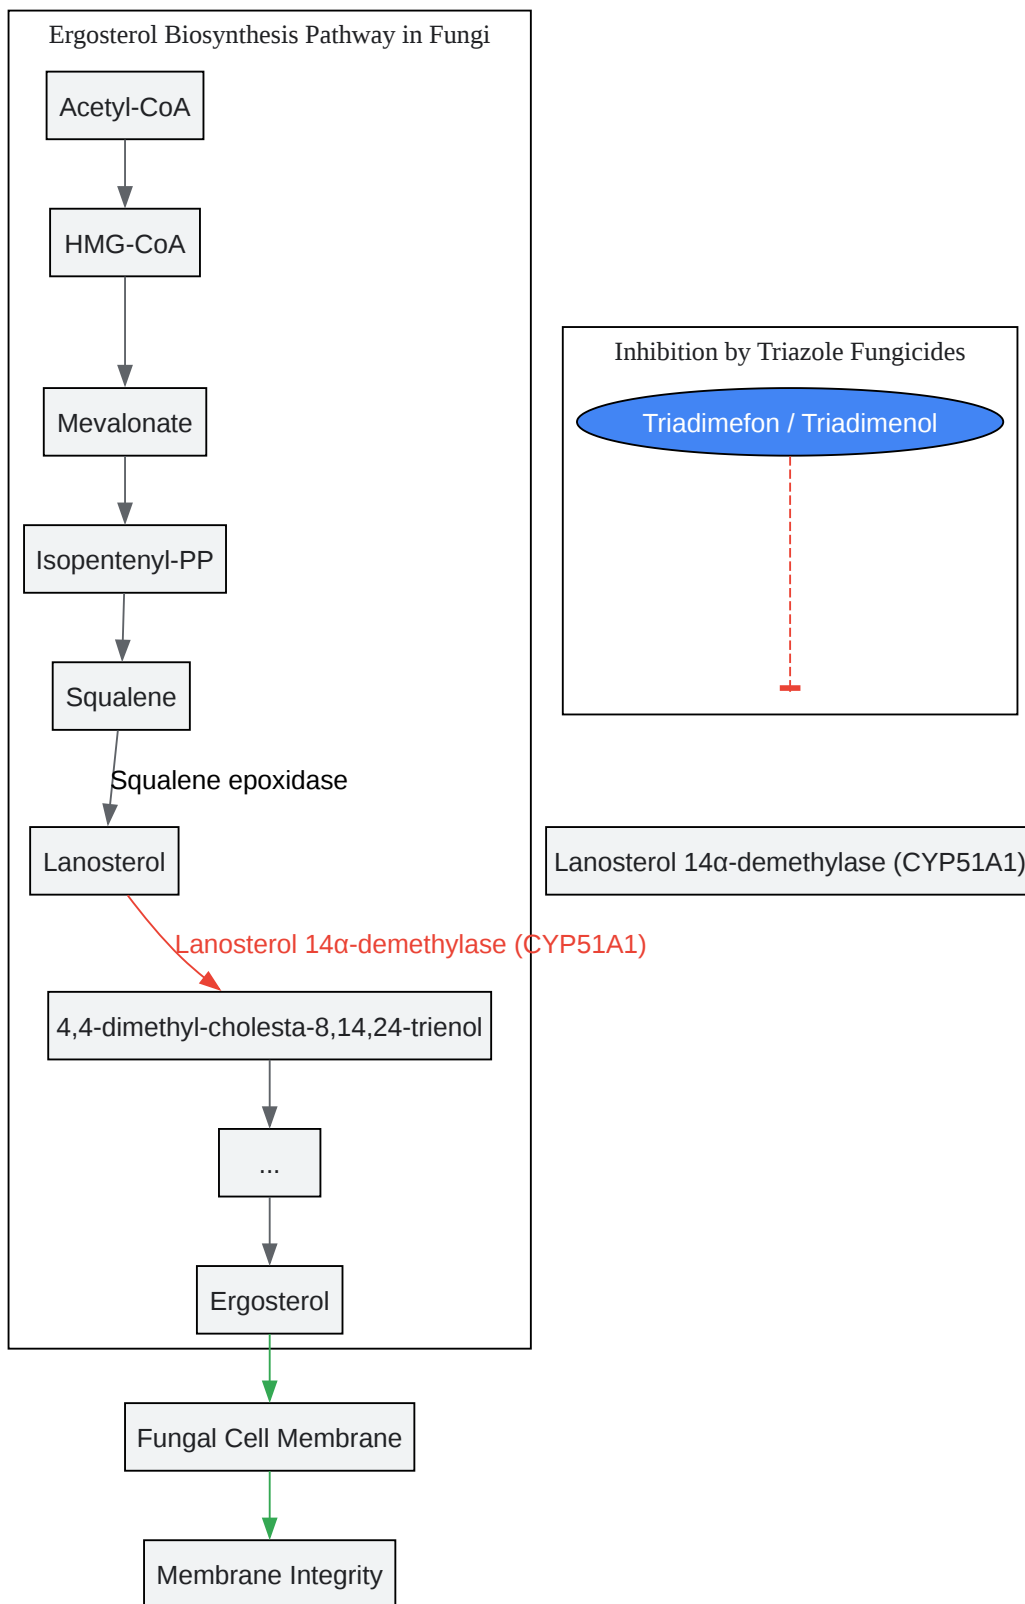 Ergosterol Biosynthesis Pathway in Fungi
Acetyl-CoA
HMG-CoA
Mevalonate
Isopentenyl-PP
Squalene
Squalene epoxidase
Lanosterol
Lanosterol 14α-demethylase (CYP51A1)
4,4-dimethyl-cholesta-8,14,24-trienol
...
Ergosterol
Fungal Cell Membrane
Membrane Integrity
Inhibition by Triazole Fungicides
Triadimefon / Triadimenol
Lanosterol 14α-demethylase (CYP51A1)